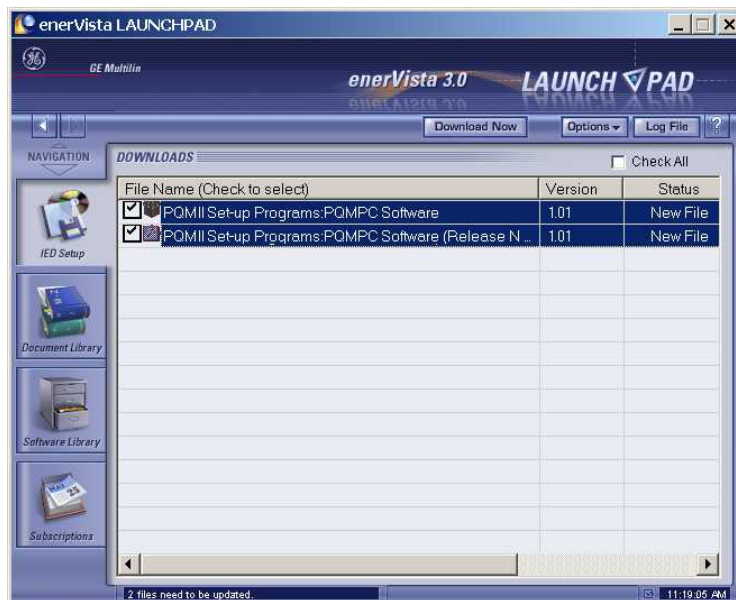 enerVista LAUNCHPAD
GE Multilin
enerVista 3.0 LAUNCH PAD
Download Now Options Log File ?
NAVIGATION
DOWNLOADS
Check All
File Name (Check to select) Version Status
PQMII Set-up Programs:PQMPC Software 1.01 New File
PQMII Set-up Programs:PQMPC Software (Release N ... 1.01 New File
IED Setup
Document Library
Software Library
MAY 23
Subscriptions
2 files need to be updated. 11:19:05 AM